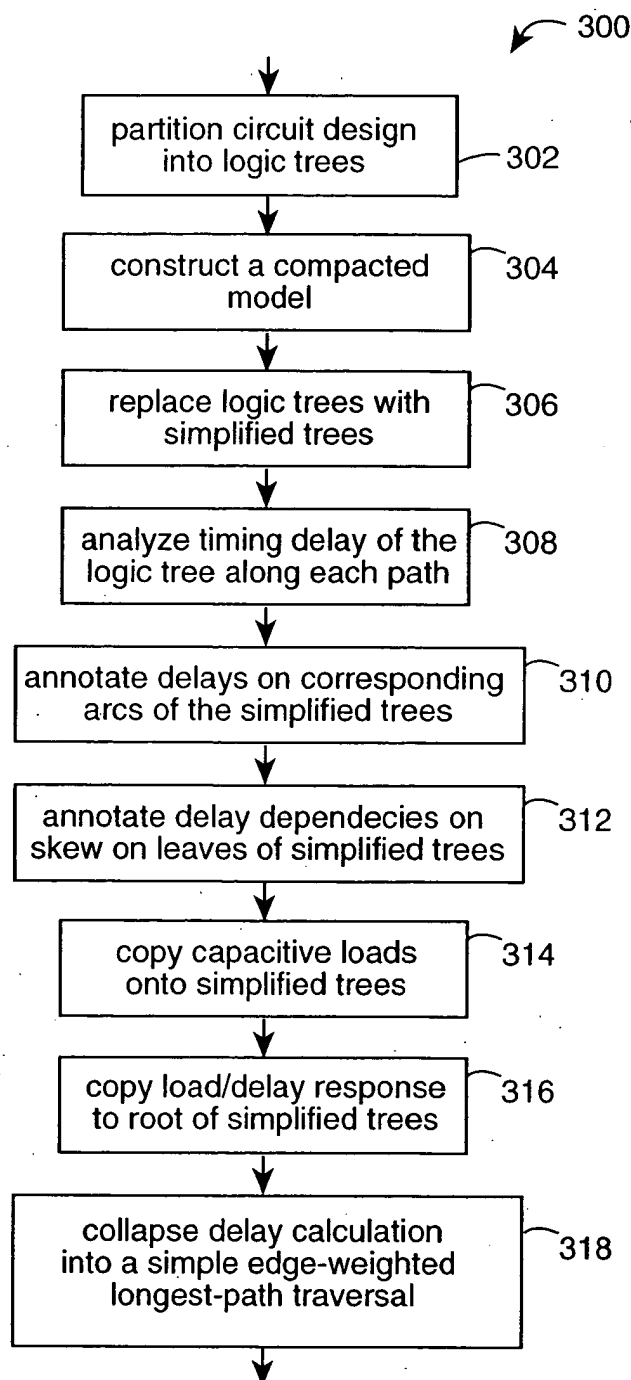 300
partition circuit design
into logic trees
302
construct a compacted
model
304
replace logic trees with
simplified trees
306
analyze timing delay of the
logic tree along each path
308
annotate delays on corresponding
arcs of the simplified trees
310
annotate delay dependecies on
skew on leaves of simplified trees
312
copy capacitive loads
onto simplified trees
314
copy load/delay response
to root of simplified trees
316
collapse delay calculation
into a simple edge-weighted
longest-path traversal
318